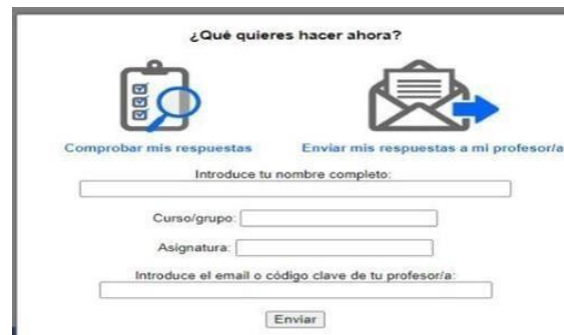 ¿Qué quieres hacer ahora?
Comprobar mis respuestas
Enviar mis respuestas a mi profesor/a
Introduce tu nombre completo:
Curso/grupo:
Asignatura:
Introduce el email o código clave de tu profesor/a:
Enviar